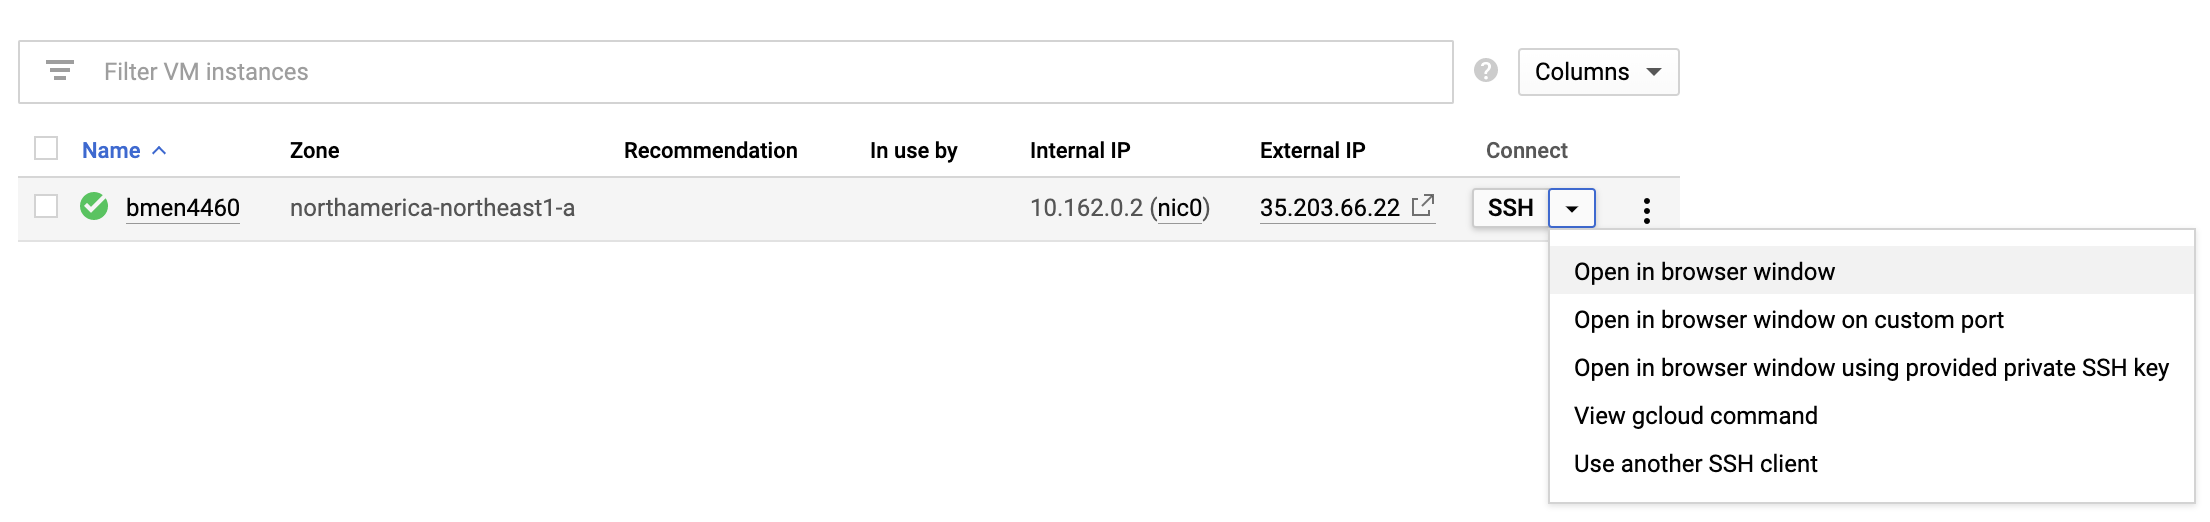 Filter VM instances
? Columns
Name Zone Recommendation In use by Internal IP External IP Connect
bmen4460 northamerica-northeast1-a 10.162.0.2 (nic0) 35.203.66.22 SSH
Open in browser window
Open in browser window on custom port
Open in browser window using provided private SSH key
View gcloud command
Use another SSH client